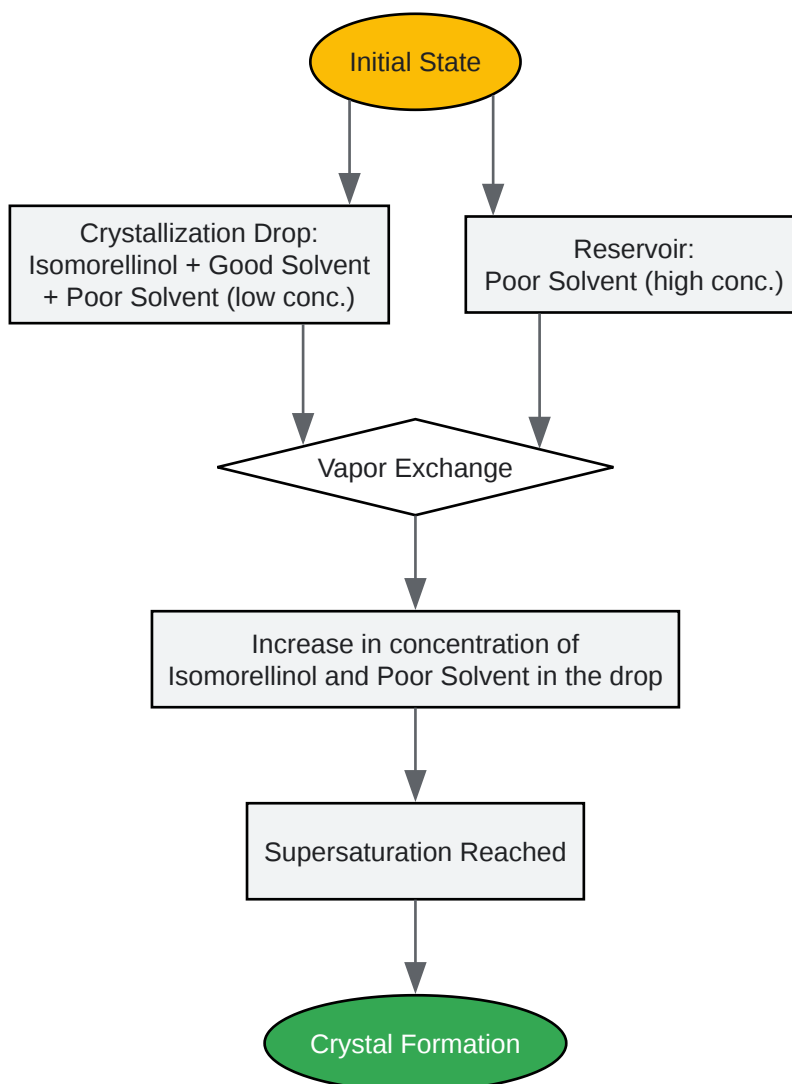 Initial State
Crystallization Drop:
Isomorellinol + Good Solvent
+ Poor Solvent (low conc.)
Reservoir:
Poor Solvent (high conc.)
Vapor Exchange
Increase in concentration of
Isomorellinol and Poor Solvent in the drop
Supersaturation Reached
Crystal Formation